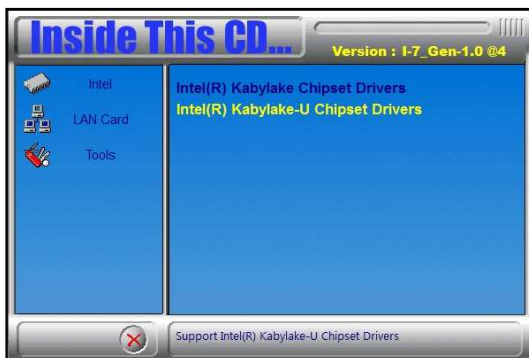 Inside This CD...
Version : I-7_Gen-1.0 @4
Intel
LAN Card
Tools
Intel(R) Kabylake Chipset Drivers
Intel(R) Kabylake-U Chipset Drivers
Support Intel(R) Kabylake-U Chipset Drivers